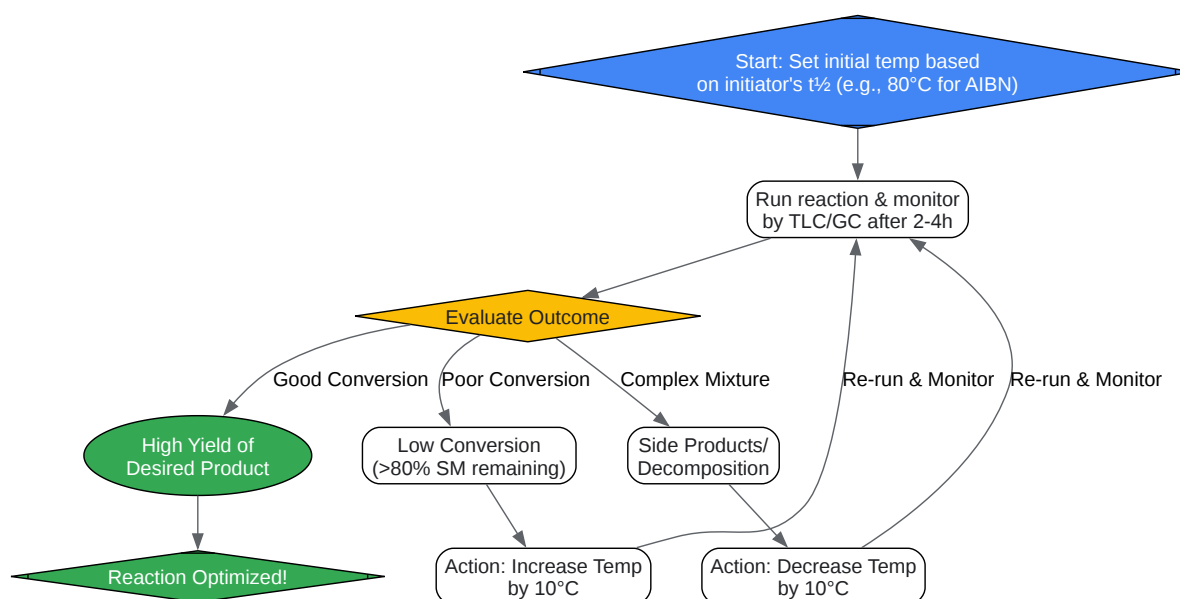 Start: Set initial temp based
on initiator's t½ (e.g., 80°C for AIBN)
Run reaction & monitor
by TLC/GC after 2-4h
Evaluate Outcome
Good Conversion
Poor Conversion
Complex Mixture
Re-run & Monitor
Re-run & Monitor
High Yield of
Desired Product
Low Conversion
(>80% SM remaining)
Side Products/
Decomposition
Reaction Optimized!
Action: Increase Temp
by 10°C
Action: Decrease Temp
by 10°C